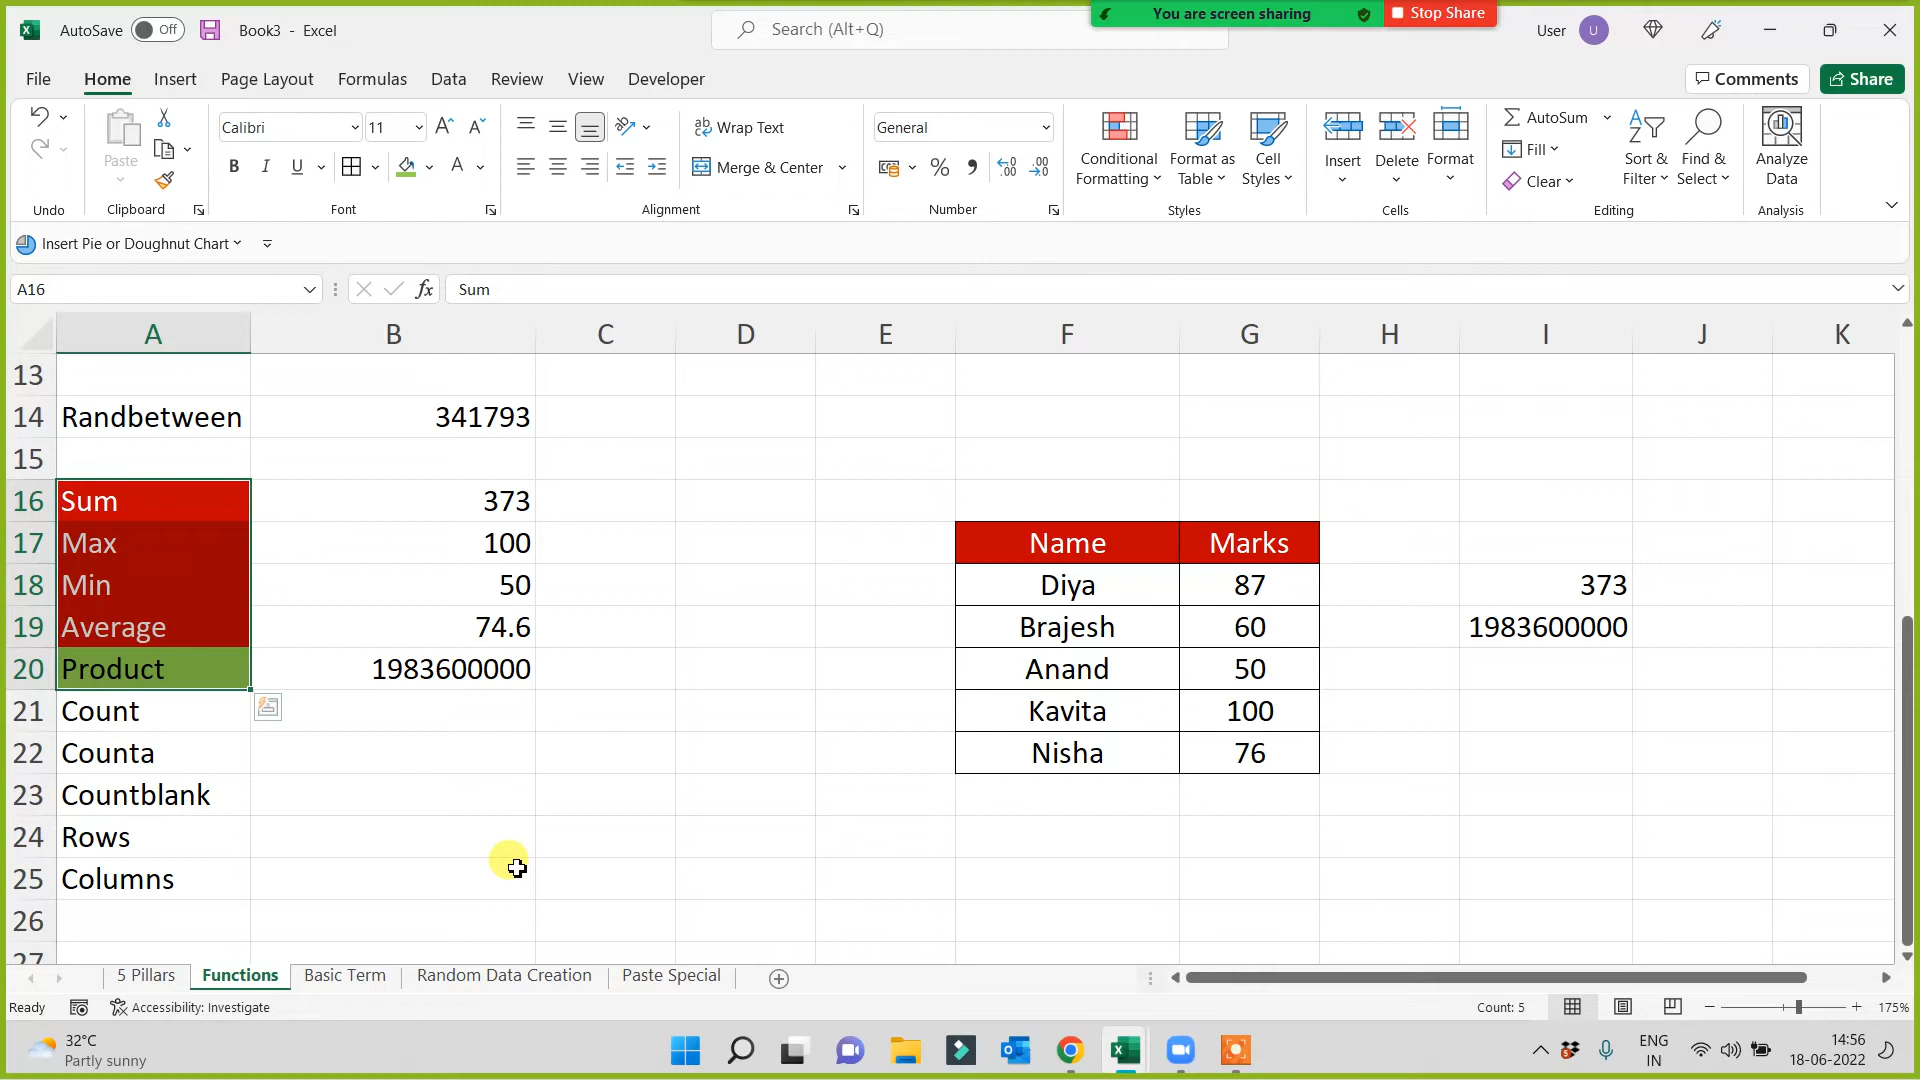 You are screen sharing
Stop Share
AutoSave Off Book3 - Excel
Search (Alt+Q)
User U
File Home Insert Page Layout Formulas Data Review View Developer
Comments Share
Paste
Calibri 11
B I U
A A A
Wrap Text
Merge & Center
General
% ,
Conditional Formatting
Format as Table
Cell Styles
Insert Delete Format
AutoSum
Fill
Clear
Sort & Filter
Find & Select
Analyze Data
Undo Clipboard Font Alignment Number Styles Cells Editing Analysis
Insert Pie or Doughnut Chart
A16 fx Sum
A B C D E F G H I J K
13
14 Randbetween 341793
15
16 Sum 373
17 Max 100 Name Marks
18 Min 50 Diya 87 373
19 Average 74.6 Brajesh 60 1983600000
20 Product 1983600000 Anand 50
21 Count Kavita 100
22 Counta Nisha 76
23 Countblank
24 Rows
25 Columns
26
27
5 Pillars Functions Basic Term Random Data Creation Paste Special
Ready Accessibility: Investigate Count: 5 175%
32°C
Partly sunny
ENG
IN
14:56
18-06-2022